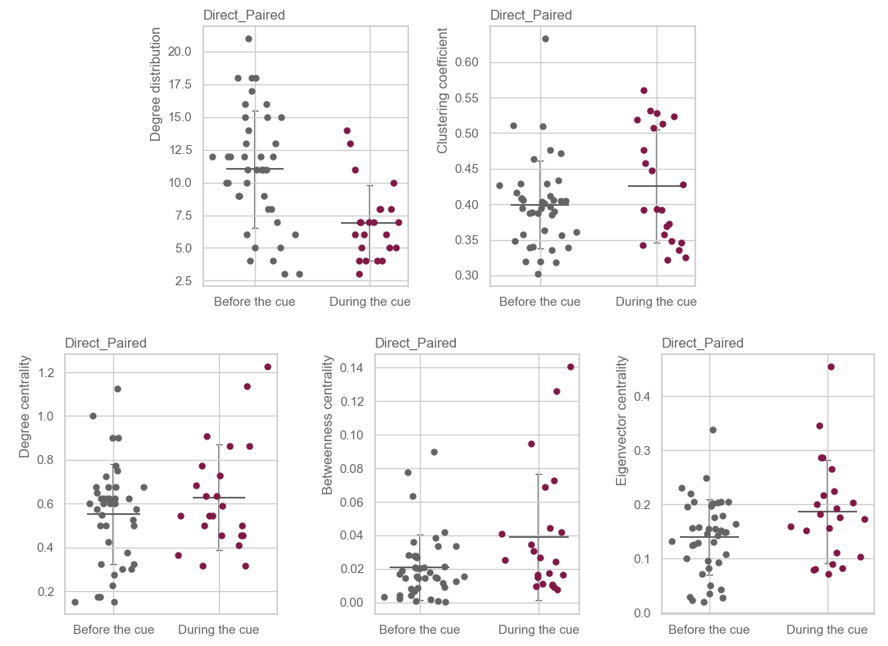 Direct_Paired
Degree distribution
20.0
17.5
15.0
12.5
10.0
7.5
5.0
2.5
Before the cue
During the cue
Direct_Paired
Clustering coefficient
0.60
0.55
0.50
0.45
0.40
0.35
0.30
Before the cue
During the cue
Direct_Paired
Degree centrality
1.2
1.0
0.8
0.6
0.4
0.2
Before the cue
During the cue
Direct_Paired
Betweenness centrality
0.14
0.12
0.10
0.08
0.06
0.04
0.02
0.00
Before the cue
During the cue
Direct_Paired
Eigenvector centrality
0.4
0.3
0.2
0.1
0.0
Before the cue
During the cue